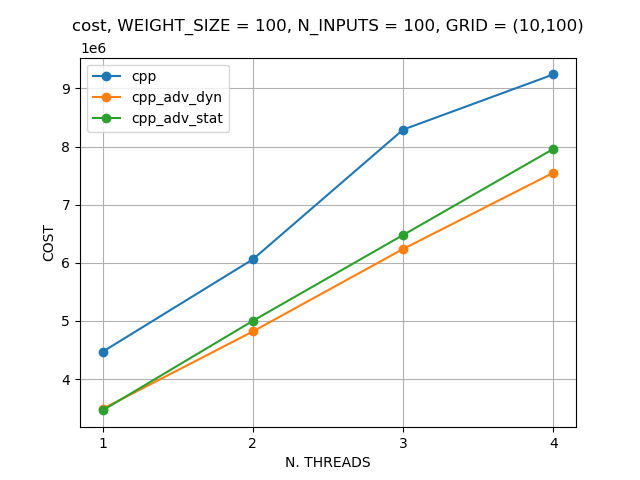 cost, WEIGHT_SIZE = 100, N_INPUTS = 100, GRID = (10,100)
1e6
cpp
cpp_adv_dyn
cpp_adv_stat
9
8
7
6
5
4
COST
1 2 3 4
N. THREADS